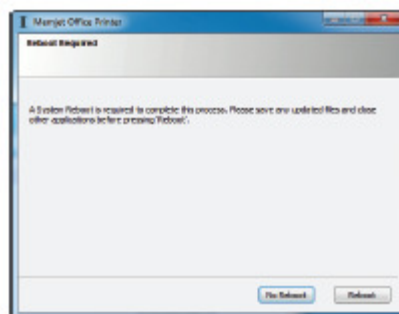 Memjet Office Printer
Reboot Required
A System Reboot is required to complete this process. Please save any updated files and close
other applications before pressing 'Reboot'.
No Reboot
Reboot